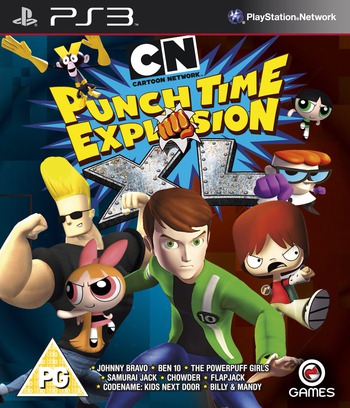 PS3
PlayStation®Network
CN
CARTOON NETWORK
PUNCH TIME
EXPLOSION
XL
10
JOHNNY BRAVO • BEN 10 • THE POWERPUFF GIRLS
• SAMURAI JACK • CHOWDER • FLAPJACK
• CODENAME: KIDS NEXT DOOR • BILLY & MANDY
PG
GAMES